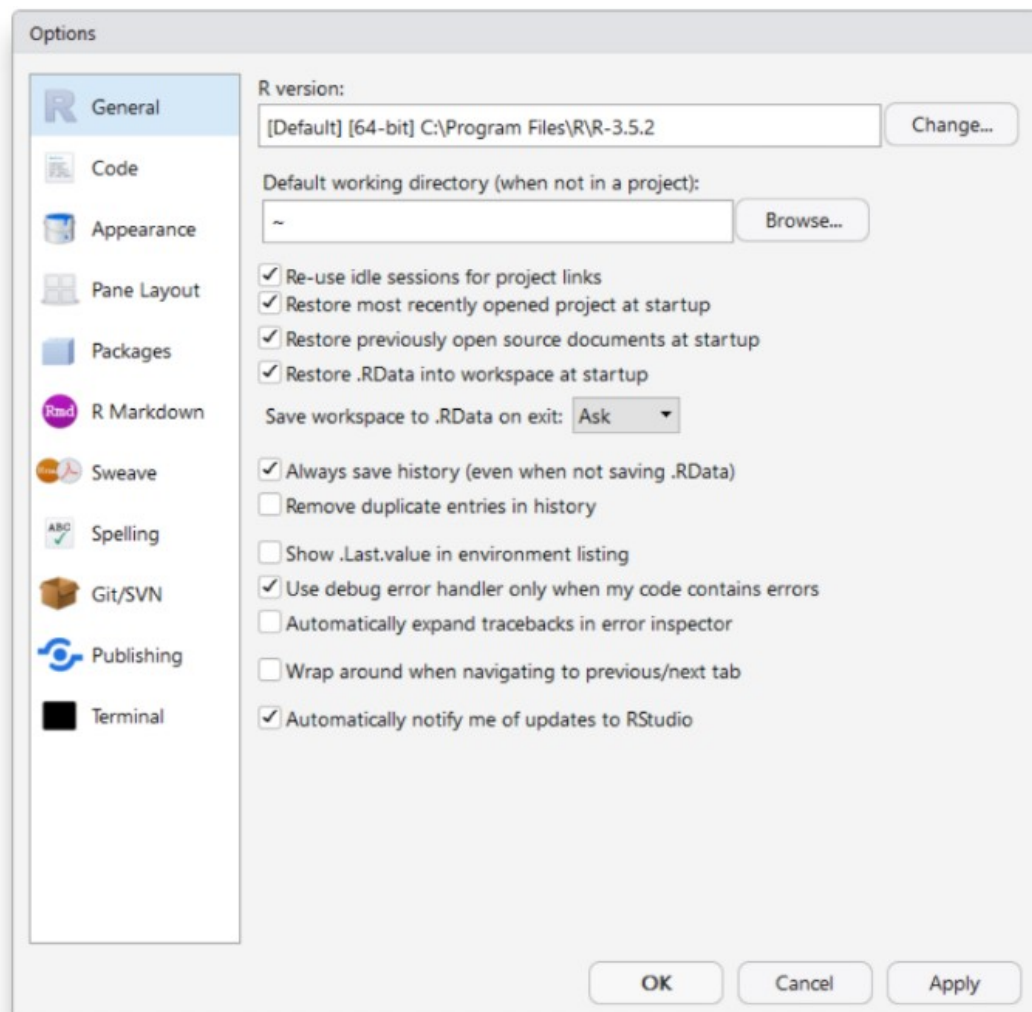 Options
General
Code
Appearance
Pane Layout
Packages
Rmd R Markdown
Sweave
ABC Spelling
Git/SVN
Publishing
Terminal
R version:
[Default] [64-bit] C:\Program Files\R\R-3.5.2 Change...
Default working directory (when not in a project):
~ Browse...
Re-use idle sessions for project links
Restore most recently opened project at startup
Restore previously open source documents at startup
Restore .RData into workspace at startup
Save workspace to .RData on exit: Ask
Always save history (even when not saving .RData)
Remove duplicate entries in history
Show .Last.value in environment listing
Use debug error handler only when my code contains errors
Automatically expand tracebacks in error inspector
Wrap around when navigating to previous/next tab
Automatically notify me of updates to RStudio
OK Cancel Apply